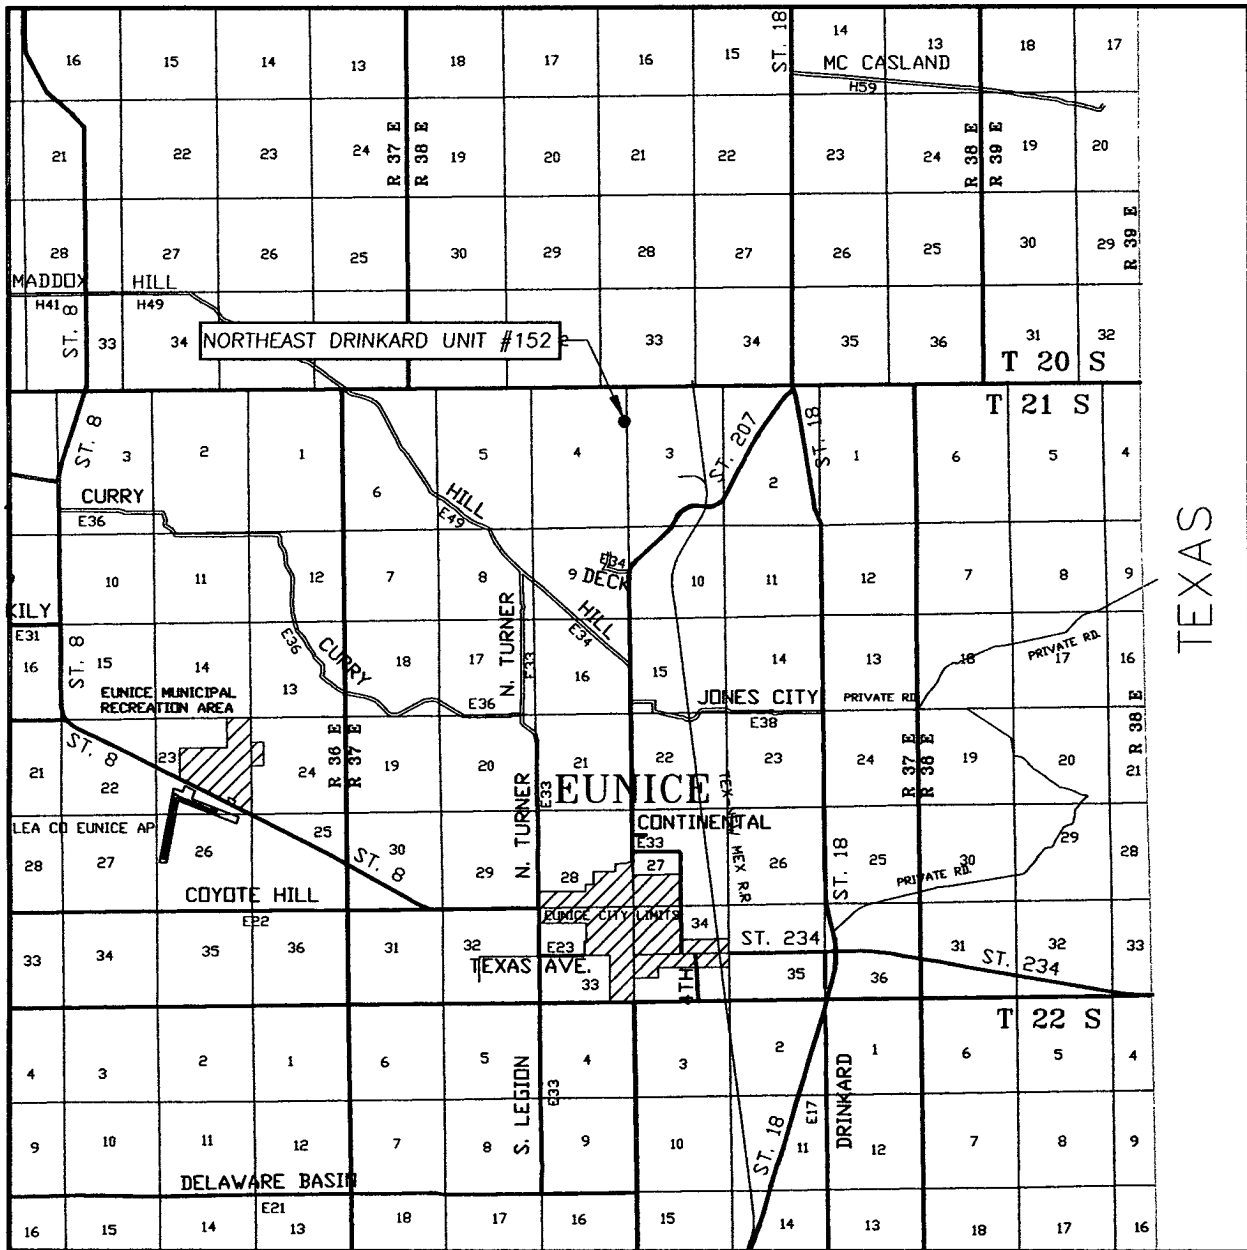 16 15 14 13 18 17 16 15 ST. 18 14 13 18 17
MC CASLAND
H59
21 22 23 24 R 37 E R 38 E 19 20 21 22 23 24 R 38 E R 39 E 19 20
28 27 26 25 30 29 28 27 26 25 30 29 R 39 E
MADDOX HILL
H41 H49
ST. 8 33 34 33 34 35 36 31 32
NORTHEAST DRINKARD UNIT #152
T 20 S
T 21 S
ST. 8 3 2 1 6 5 4 3 ST. 207 2 ST. 18 1 6 5 4
CURRY
E36
HILL
E49
TEXAS
10 11 12 7 8 9 10 11 12 7 8 9
E34
DECK
KILY
E31
N. TURNER
E33
HILL
E34
16 ST. 8 15 14 13 18 17 16 15 14 13 18 17 16
CURRY
E36
PRIVATE RD.
EUNICE MUNICIPAL
RECREATION AREA
E36
JONES CITY
E38
PRIVATE RD.
ST. 8
R 36 E R 37 E
R 37 E R 38 E
R 38 E
21 22 23 24 19 20 21 22 23 24 19 20 21
EUNICE
N. TURNER
E33
TEX-NEW MEX R.R
CONTINENTAL
E33
LEA CO EUNICE AP
28 27 26 25 30 29 28 27 26 25 30 29 28
ST. 8
ST. 18
PRIVATE RD.
COYOTE HILL
E22
EUNICE CITY LIMITS
33 34 35 36 31 32 33 34 35 36 31 32 33
E23
TEXAS AVE.
4TH
ST. 234
ST. 234
T 22 S
4 3 2 1 6 5 4 3 2 1 6 5 4
S. LEGION
E33
DRINKARD
E17
ST. 18
9 10 11 12 7 8 9 10 11 12 7 8 9
DELAWARE BASIN
E21
16 15 14 13 18 17 16 15 14 13 18 17 16